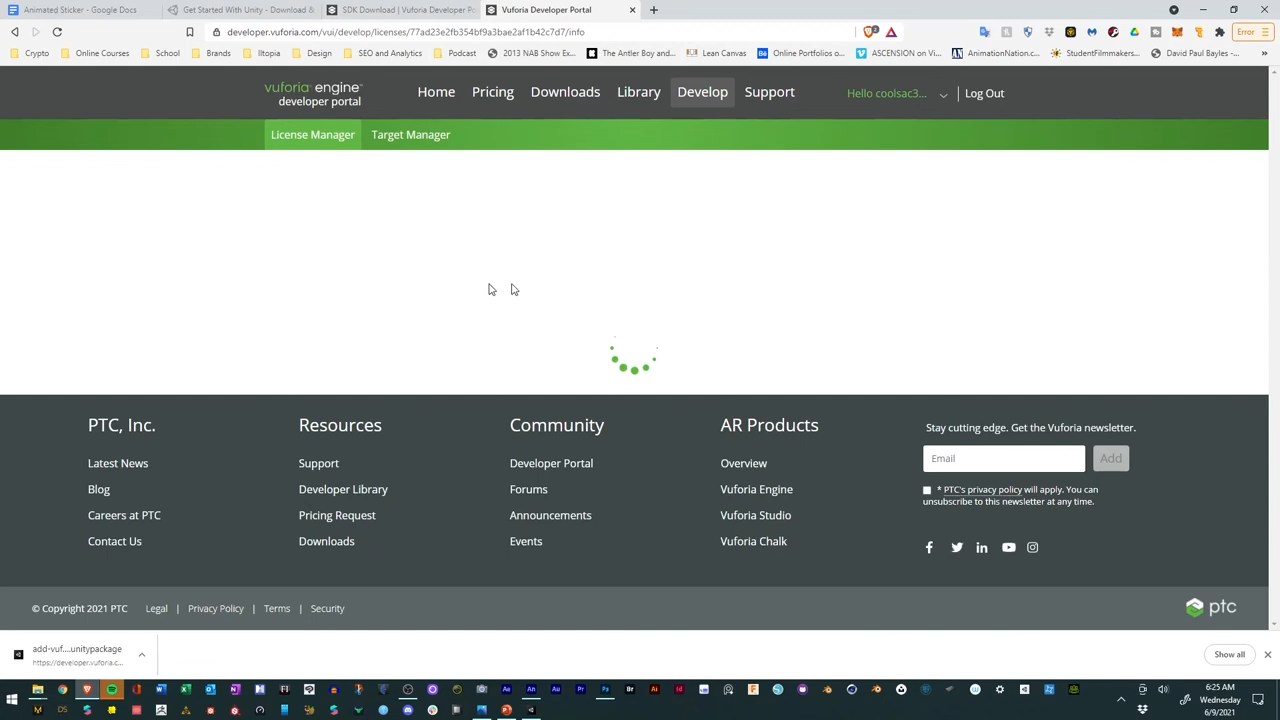 Animated Sticker - Google Docs
Get Started With Unity - Download &
SDK Download | Vuforia Developer Po
Vuforia Developer Portal
developer.vuforia.com/vui/develop/licenses/77ad23e2fb354bf9a3bae2af1b42c7d7/info
Error
Crypto
Online Courses
School
Brands
Iltopia
Design
SEO and Analytics
Podcast
2013 NAB Show Ex...
The Antler Boy and...
Lean Canvas
Online Portfolios o...
ASCENSION on Vi...
AnimationNation.c...
StudentFilmmakers...
David Paul Bayles -...
»
vuforia engine
developer portal
Home
Pricing
Downloads
Library
Develop
Support
Hello coolsac3...
Log Out
License Manager
Target Manager
PTC, Inc.
Latest News
Blog
Careers at PTC
Contact Us
Resources
Support
Developer Library
Pricing Request
Downloads
Community
Developer Portal
Forums
Announcements
Events
AR Products
Overview
Vuforia Engine
Vuforia Studio
Vuforia Chalk
Stay cutting edge. Get the Vuforia newsletter.
Email
Add
* PTC's privacy policy will apply. You can
unsubscribe to this newsletter at any time.
© Copyright 2021 PTC
Legal | Privacy Policy | Terms | Security
ptc
add-vuf....unitypackage
https://developer.vuforia.c...
Show all
6:25 AM
Wednesday
6/9/2021